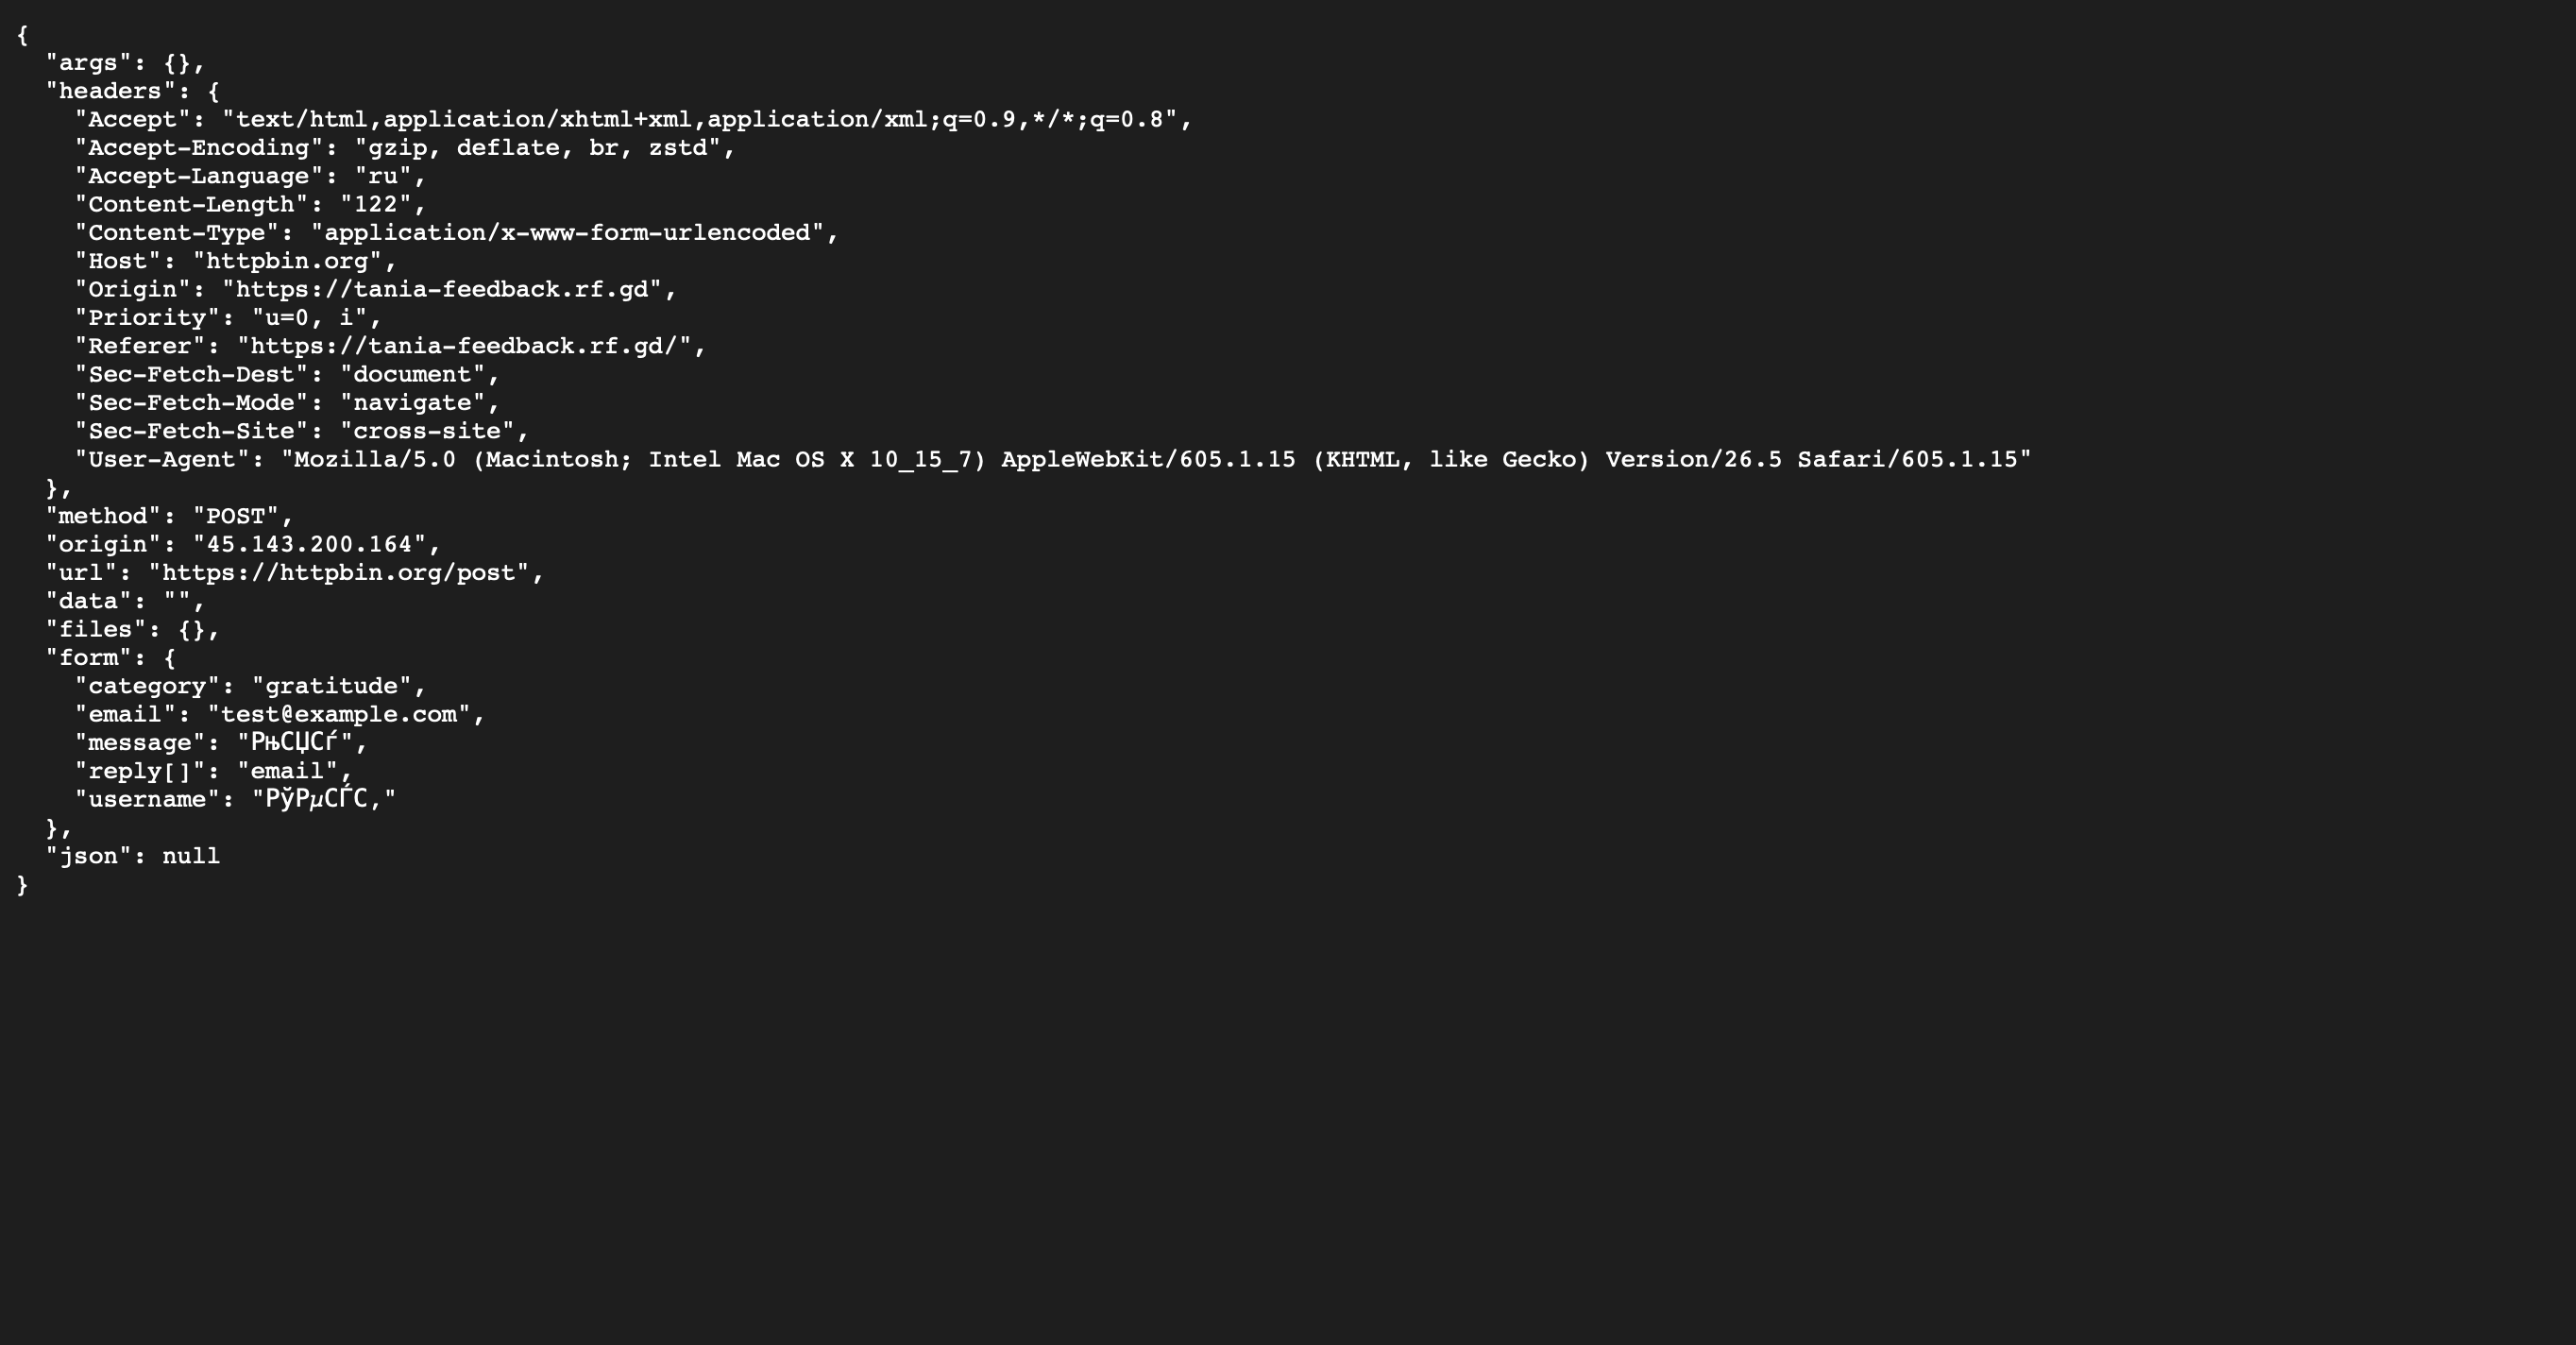 {
  "args": {},
  "headers": {
    "Accept": "text/html,application/xhtml+xml,application/xml;q=0.9,*/*;q=0.8",
    "Accept-Encoding": "gzip, deflate, br, zstd",
    "Accept-Language": "ru",
    "Content-Length": "122",
    "Content-Type": "application/x-www-form-urlencoded",
    "Host": "httpbin.org",
    "Origin": "https://tania-feedback.rf.gd",
    "Priority": "u=0, i",
    "Referer": "https://tania-feedback.rf.gd/",
    "Sec-Fetch-Dest": "document",
    "Sec-Fetch-Mode": "navigate",
    "Sec-Fetch-Site": "cross-site",
    "User-Agent": "Mozilla/5.0 (Macintosh; Intel Mac OS X 10_15_7) AppleWebKit/605.1.15 (KHTML, like Gecko) Version/26.5 Safari/605.1.15"
  },
  "method": "POST",
  "origin": "45.143.200.164",
  "url": "https://httpbin.org/post",
  "data": "",
  "files": {},
  "form": {
    "category": "gratitude",
    "email": "test@example.com",
    "message": "РњСЏСѓ",
    "reply[]": "email",
    "username": "РўРµСЃС‚"
  },
  "json": null
}